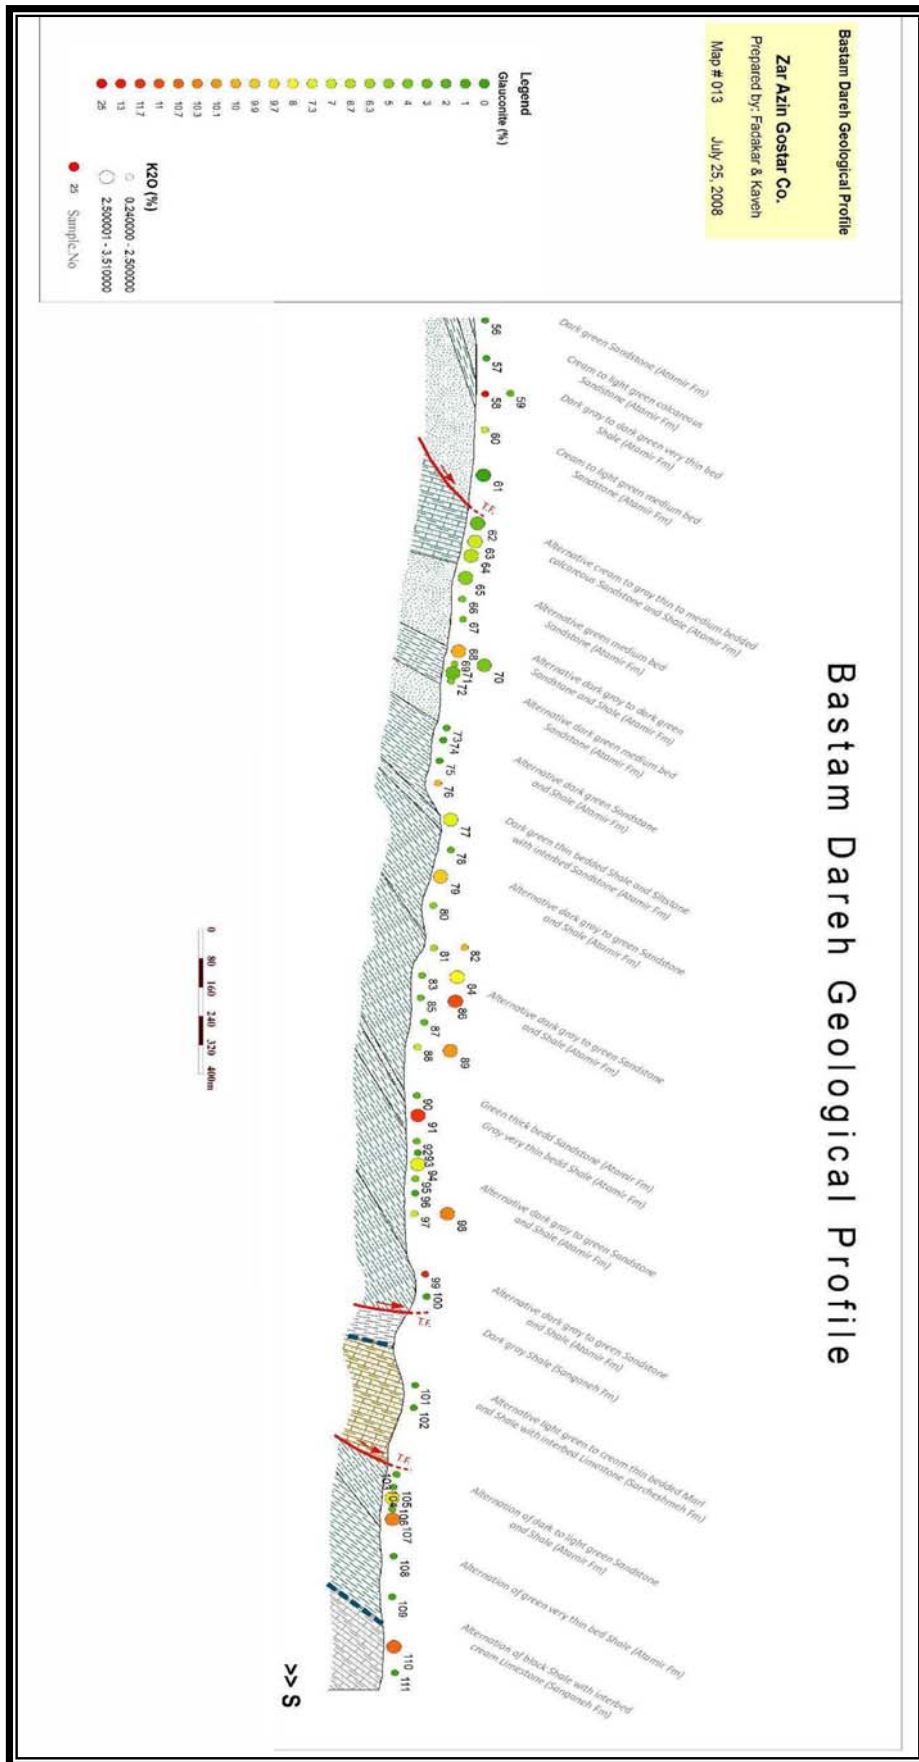 Bastam Dareh Geological Profile
Bastam Dareh Geological Profile
Zar Azin Gostar Co.
Prepared by: Fadakar & Kaveh
Map # 013 July 25, 2008
Legend
Glauconite (%)
0
1
2
3
4
5
6.3
6.7
7
7.3
8
9.7
9.9
10
10.1
10.3
10.7
11
11.7
13
25
K2O (%)
0.240000 - 2.500000
2.500001 - 3.510000
25 Sample.No
Dark green Sandstone (Atamir Fm)
Cream to light green calcareous
Sandstone (Atamir Fm)
Dark gray to dark green very thin bed
Shale (Atamir Fm)
Cream to light green medium bed
Sandstone (Atamir Fm)
Alternative cream to gray thin to medium bedded
calcareous Sandstone and Shale (Atamir Fm)
Alternative green medium bed
Sandstone (Atamir Fm)
Alternative dark gray to dark green
Sandstone and Shale (Atamir Fm)
Alternative dark green medium bed
Sandstone (Atamir Fm)
Alternative dark green Sandstone
and Shale (Atamir Fm)
Dark green thin bedded Shale and Siltstone
with interbed Sandstone (Atamir Fm)
Alternative dark gray to green Sandstone
and Shale (Atamir Fm)
Alternative dark gray to green Sandstone
and Shale (Atamir Fm)
Green thick bedd Sandstone (Atamir Fm)
Gray very thin bedd Shale (Atamir Fm)
Alternative dark gray to green Sandstone
and Shale (Atamir Fm)
Alternative dark gray to green Sandstone
and Shale (Atamir Fm)
Dark gray Shale (Sanganeh Fm)
Alternative light green to cream thin bedded Marl
and Shale with interbed Limestone (Sarcheshmeh Fm)
Alternation of dark to light green Sandstone
and Shale (Atamir Fm)
Alternation of green very thin bed Shale (Atamir Fm)
Alternation of black Shale with interbed
cream Limestone (Sanganeh Fm)
56
57
58
59
60
61
T.F.
62
63
64
65
66
67
68
69
70
71
72
73
74
75
76
77
78
79
80
81
82
83
84
85
86
87
88
89
90
91
92
93
94
95
96
97
98
99
100
T.F.
101
102
T.F.
103
104
105
106
107
108
109
110
111
>> S
0 80 160 240 320 400m